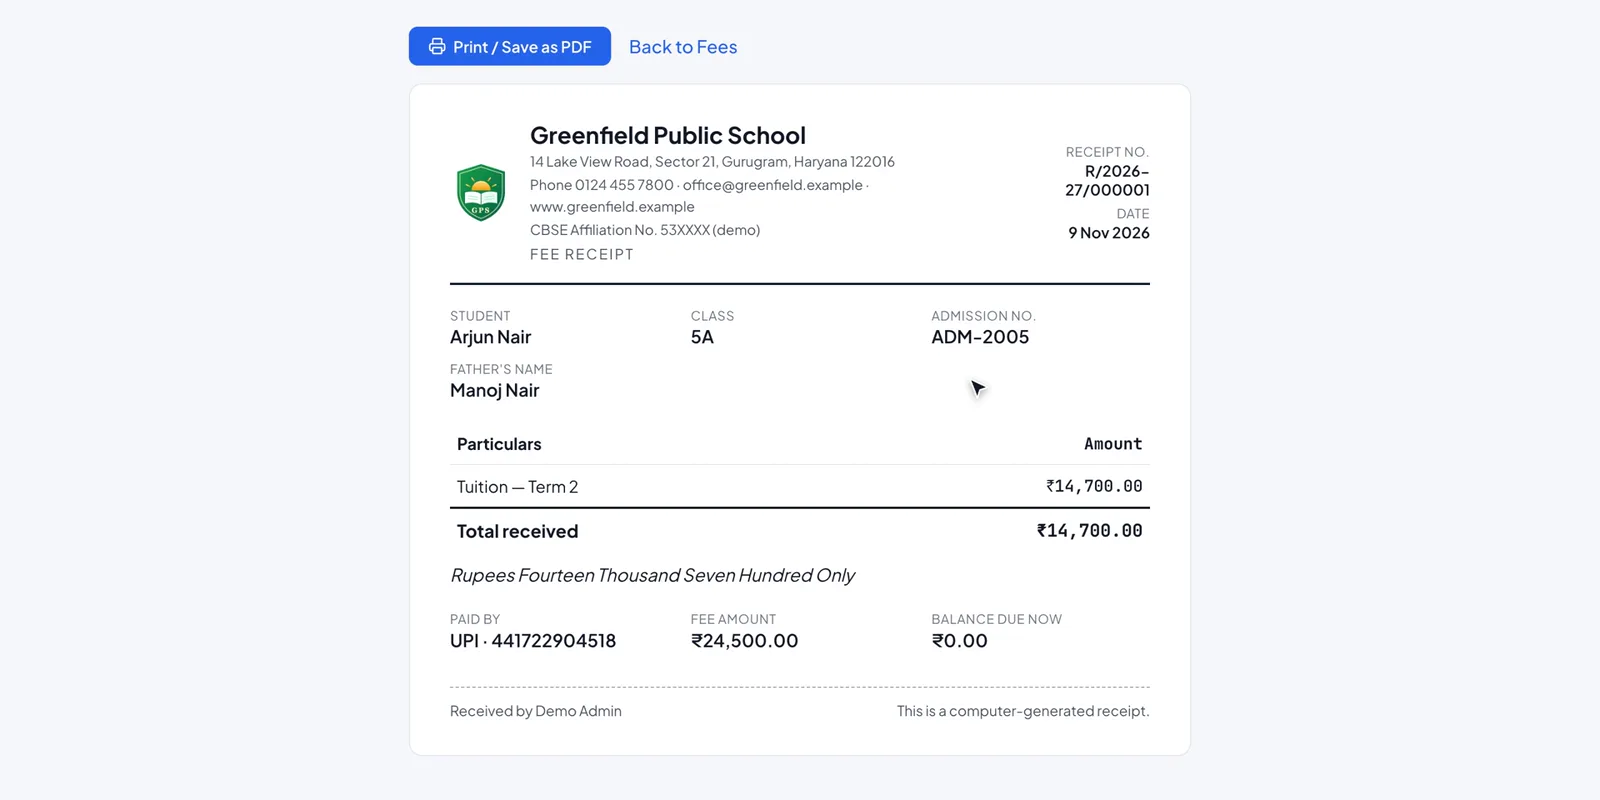 Print / Save as PDF
Back to Fees
Greenfield Public School
14 Lake View Road, Sector 21, Gurugram, Haryana 122016
Phone 0124 455 7800 · office@greenfield.example ·
www.greenfield.example
CBSE Affiliation No. 53XXXX (demo)
FEE RECEIPT
GPS
RECEIPT NO.
R/2026-
27/000001
DATE
9 Nov 2026
STUDENT
Arjun Nair
CLASS
5A
ADMISSION NO.
ADM-2005
FATHER'S NAME
Manoj Nair
Particulars
Amount
Tuition — Term 2
₹14,700.00
Total received
₹14,700.00
Rupees Fourteen Thousand Seven Hundred Only
PAID BY
UPI · 441722904518
FEE AMOUNT
₹24,500.00
BALANCE DUE NOW
₹0.00
Received by Demo Admin
This is a computer-generated receipt.